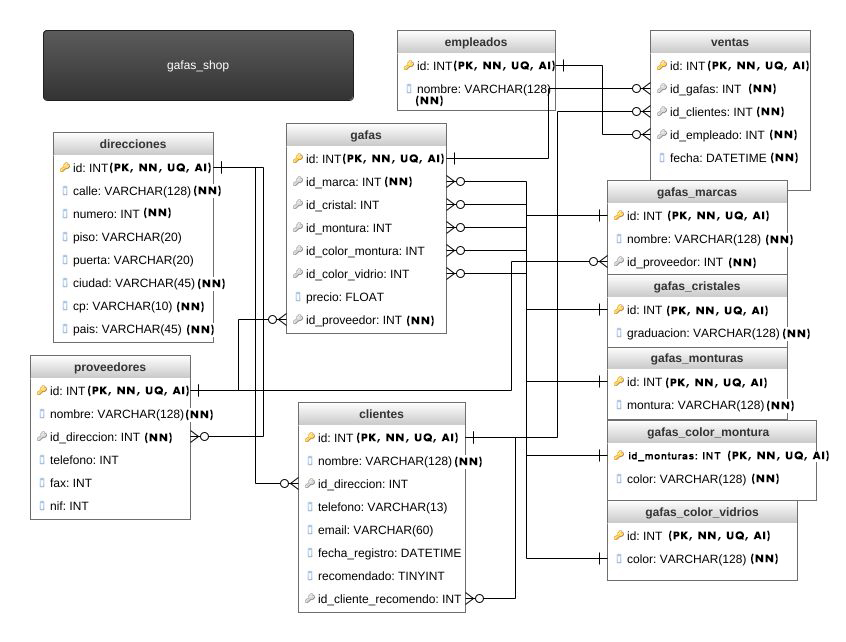 gafas_shop
empleados
id: INT(PK, NN, UQ, AI)
nombre: VARCHAR(128)
(NN)
ventas
id: INT(PK, NN, UQ, AI)
id_gafas: INT (NN)
id_clientes: INT (NN)
id_empleado: INT (NN)
fecha: DATETIME (NN)
direcciones
id: INT(PK, NN, UQ, AI)
calle: VARCHAR(128)(NN)
numero: INT (NN)
piso: VARCHAR(20)
puerta: VARCHAR(20)
ciudad: VARCHAR(45)(NN)
cp: VARCHAR(10) (NN)
pais: VARCHAR(45) (NN)
gafas
id: INT(PK, NN, UQ, AI)
id_marca: INT (NN)
id_cristal: INT
id_montura: INT
id_color_montura: INT
id_color_vidrio: INT
precio: FLOAT
id_proveedor: INT (NN)
gafas_marcas
id: INT (PK, NN, UQ, AI)
nombre: VARCHAR(128) (NN)
id_proveedor: INT (NN)
gafas_cristales
id: INT (PK, NN, UQ, AI)
graduacion: VARCHAR(128)(NN)
gafas_monturas
id: INT (PK, NN, UQ, AI)
montura: VARCHAR(128)(NN)
gafas_color_montura
id_monturas: INT (PK, NN, UQ, AI)
color: VARCHAR(128) (NN)
gafas_color_vidrios
id: INT (PK, NN, UQ, AI)
color: VARCHAR(128) (NN)
proveedores
id: INT(PK, NN, UQ, AI)
nombre: VARCHAR(128)(NN)
id_direccion: INT (NN)
telefono: INT
fax: INT
nif: INT
clientes
id: INT (PK, NN, UQ, AI)
nombre: VARCHAR(128)(NN)
id_direccion: INT
telefono: VARCHAR(13)
email: VARCHAR(60)
fecha_registro: DATETIME
recomendado: TINYINT
id_cliente_recomendo: INT